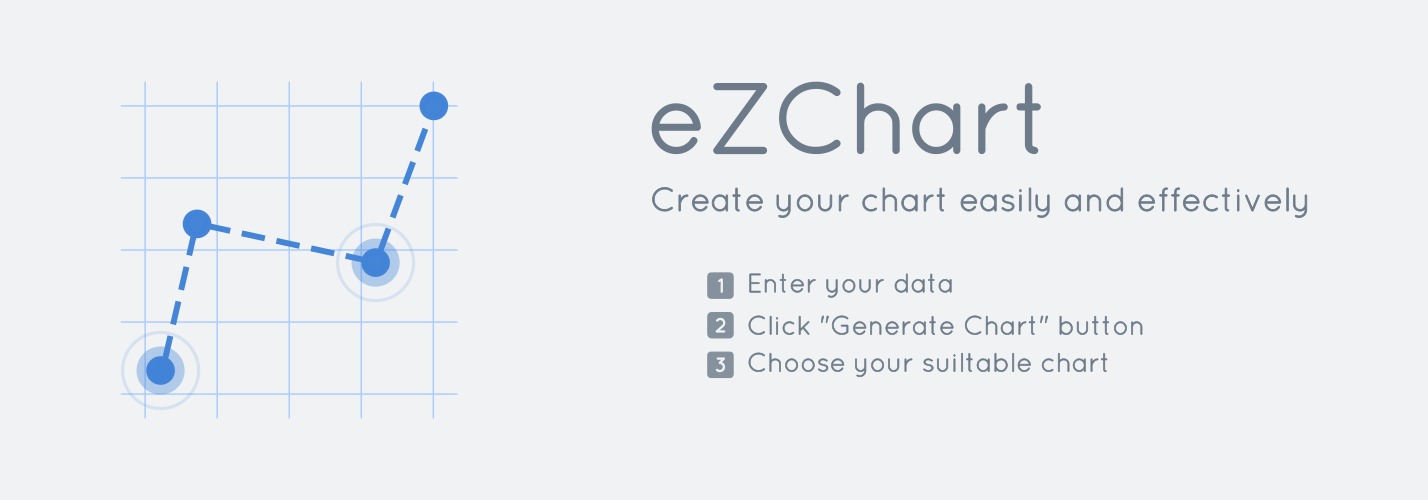 eZChart
Create your chart easily and effectively
1 Enter your data
2 Click "Generate Chart" button
3 Choose your suiltable chart